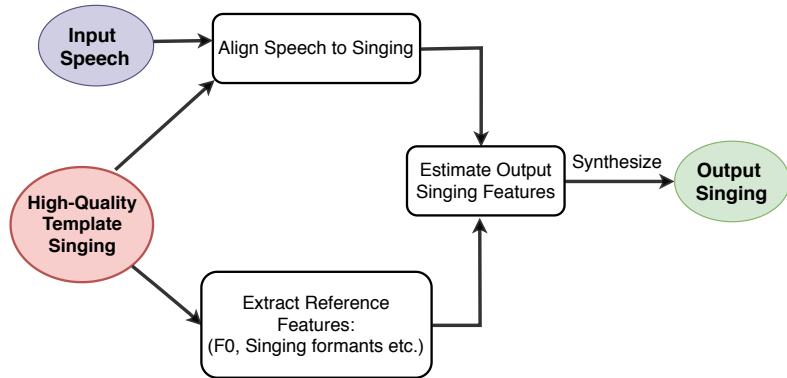 Input
Speech
Align Speech to Singing
High-Quality
Template
Singing
Estimate Output
Singing Features
Synthesize
Output
Singing
Extract Reference
Features:
(F0, Singing formants etc.)